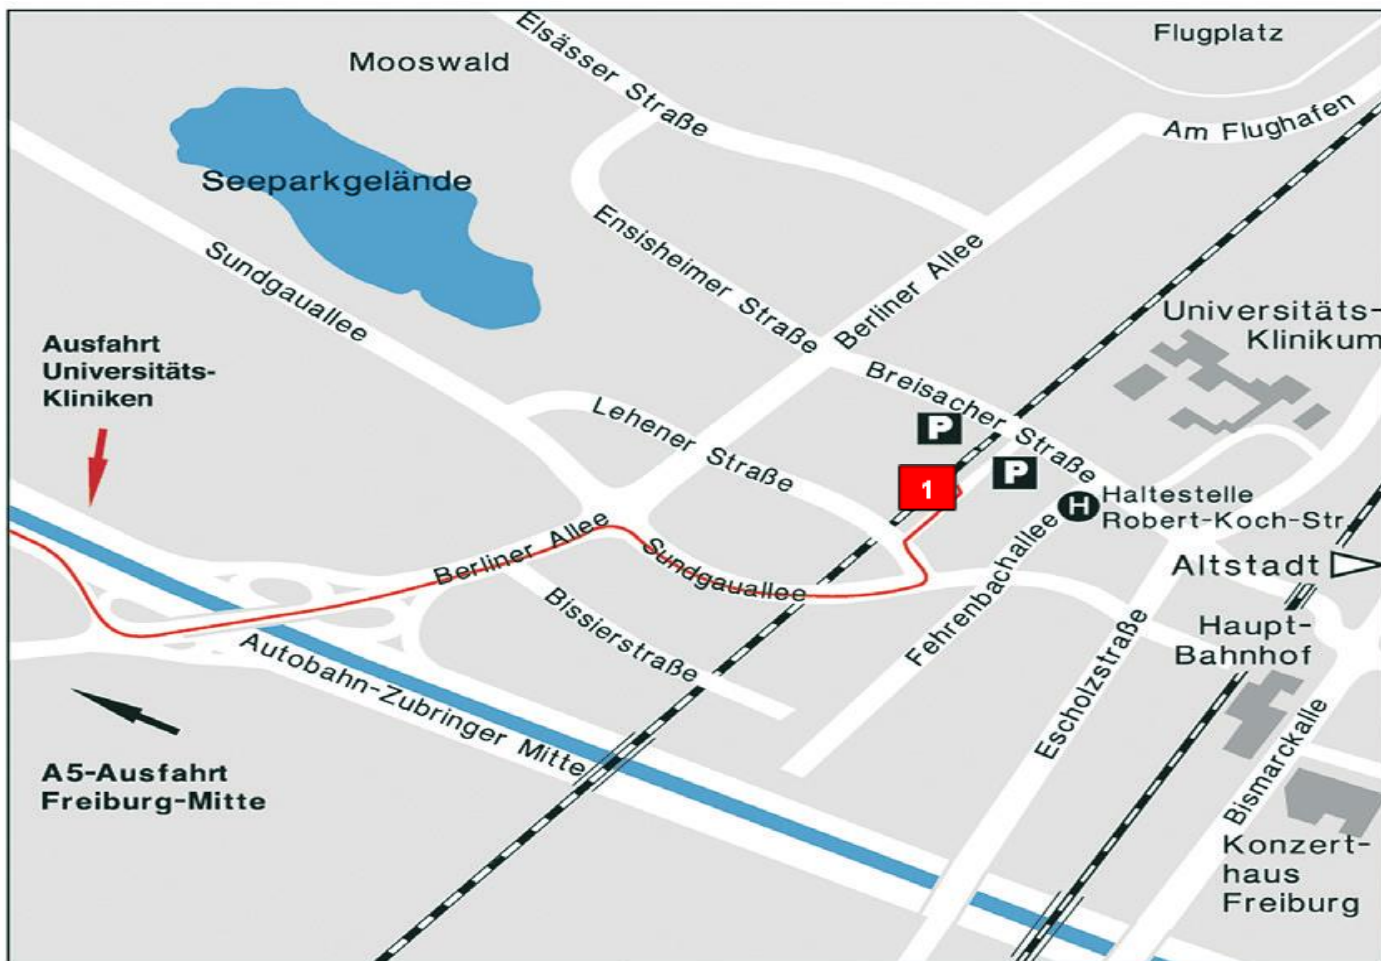 Flugplatz
Elsässer Straße
Mooswald
Am Flughafen
Seeparkgelände
Ensisheimer Straße
Berliner Allee
Sundgauallee
Universitäts-
Klinikum
Ausfahrt
Universitäts-
Kliniken
Breisacher Straße
Lehener Straße
P
P
1
H
Haltestelle
Robert-Koch-Str
Berliner Allee
Sundgauallee
Altstadt
Fehrenbachallee
Bissierstraße
Haupt-
Bahnhof
Autobahn-Zubringer Mitte
Escholzstraße
Bismarckalle
A5-Ausfahrt
Freiburg-Mitte
Konzert-
haus
Freiburg